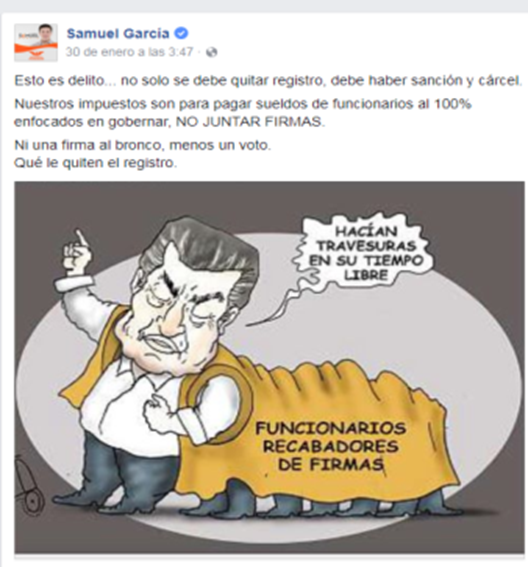 Samuel García
30 de enero a las 3:47 ·
Esto es delito... no solo se debe quitar registro, debe haber sanción y cárcel.
Nuestros impuestos son para pagar sueldos de funcionarios al 100%
enfocados en gobernar, NO JUNTAR FIRMAS.
Ni una firma al bronco, menos un voto.
Qué le quiten el registro.
HACÍAN
TRAVESURAS
EN SU TIEMPO
LIBRE
FUNCIONARIOS
RECABADORES
DE FIRMAS